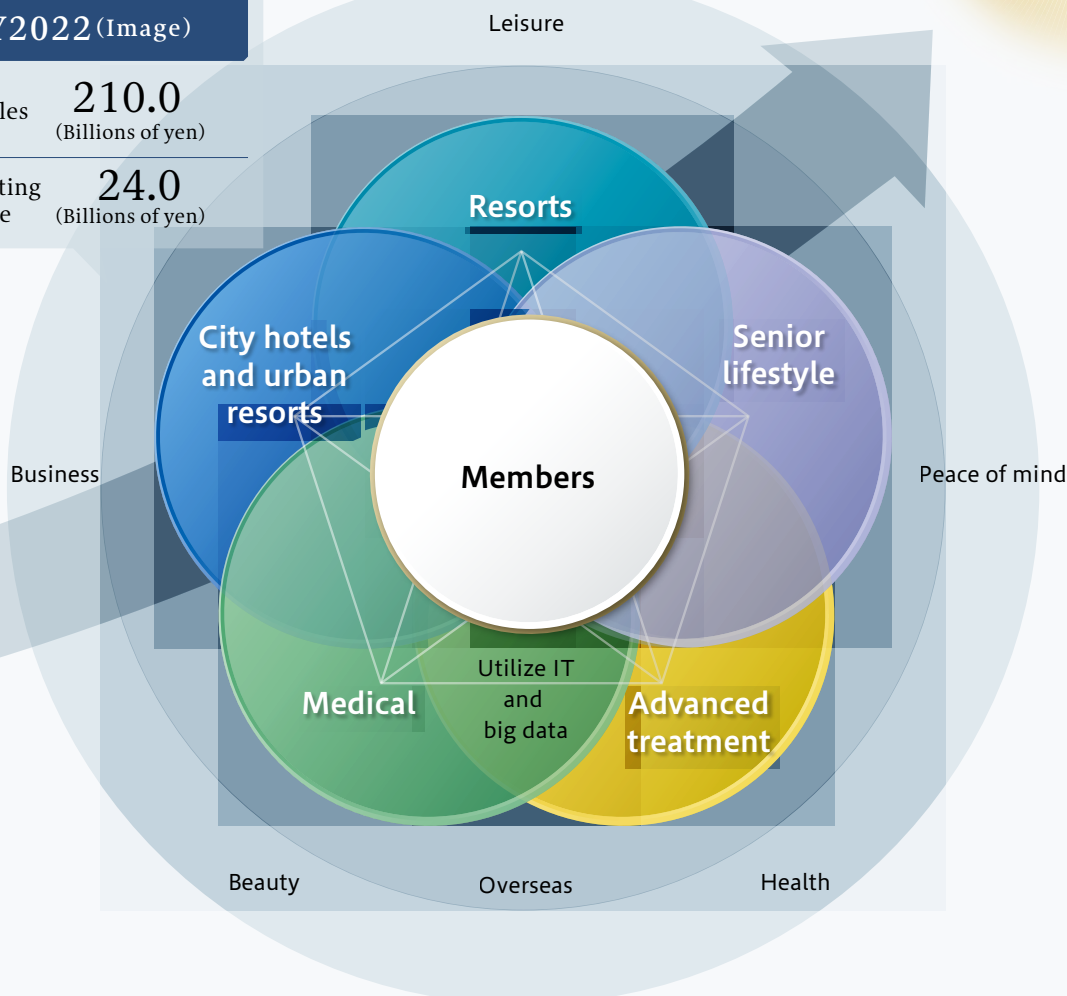 Y2022 (Image)
Leisure
les 210.0
(Billions of yen)
ting 24.0
e (Billions of yen)
Resorts
City hotels
and urban
resorts
Senior
lifestyle
Business
Members
Peace of mind
Utilize IT
and
big data
Medical
Advanced
treatment
Beauty
Overseas
Health